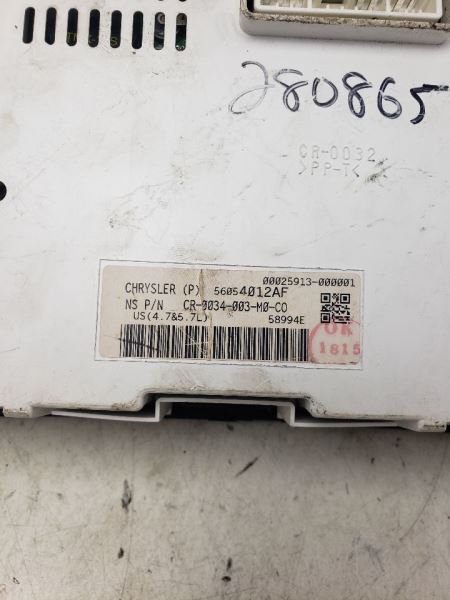 280865
CR-0032
>PP-T<
00025913-000001
CHRYSLER (P) 56054012AF
NS P/N CR-0034-003-M0-C0
US(4.7&5.7L) 58994E
OK
1815